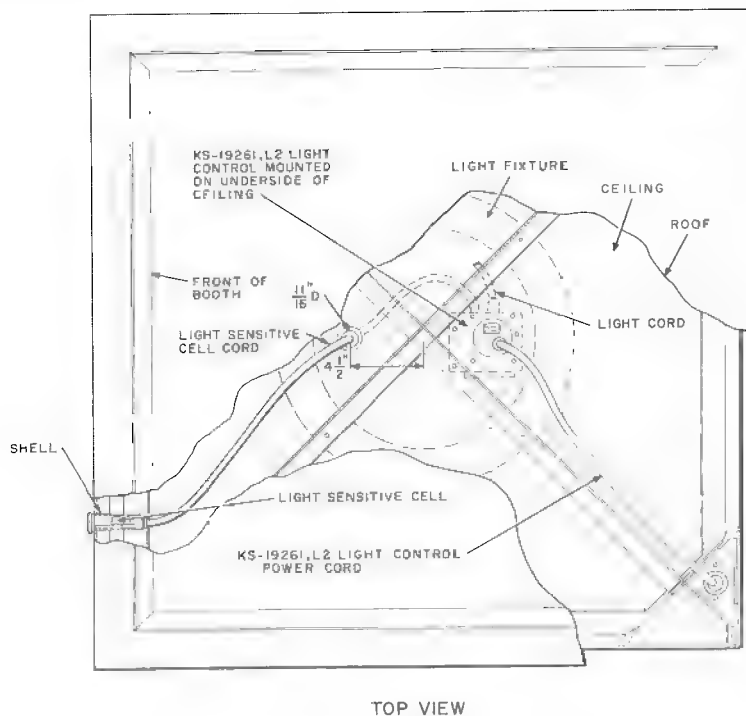 KS-19261, L2 LIGHT
CONTROL MOUNTED
ON UNDERSIDE OF
CEILING
LIGHT FIXTURE
CEILING
ROOF
FRONT OF
BOOTH
11/16" D
LIGHT CORD
LIGHT SENSITIVE
CELL CORD
4 1/2"
SHELL
LIGHT SENSITIVE CELL
KS-19261, L2 LIGHT CONTROL
POWER CORD
TOP VIEW